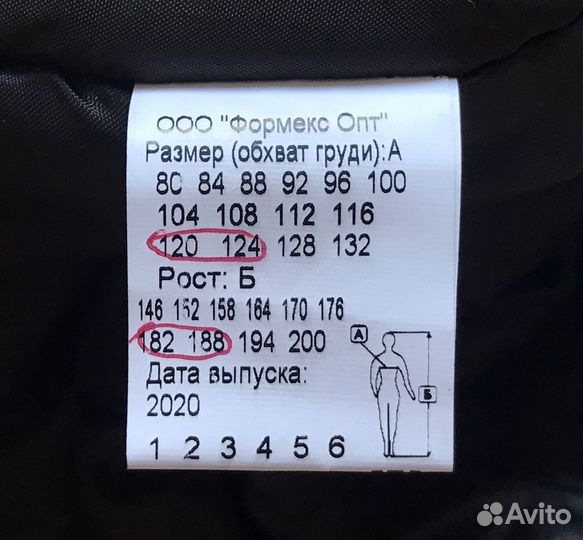 ООО "Формекс Опт"
Размер (обхват груди):А
80 84 88 92 96 100
104 108 112 116
120 124 128 132
Рост: Б
146 152 158 164 170 176
182 188 194 200
Дата выпуска:
2020
1 2 3 4 5 6
А
Б
Avito